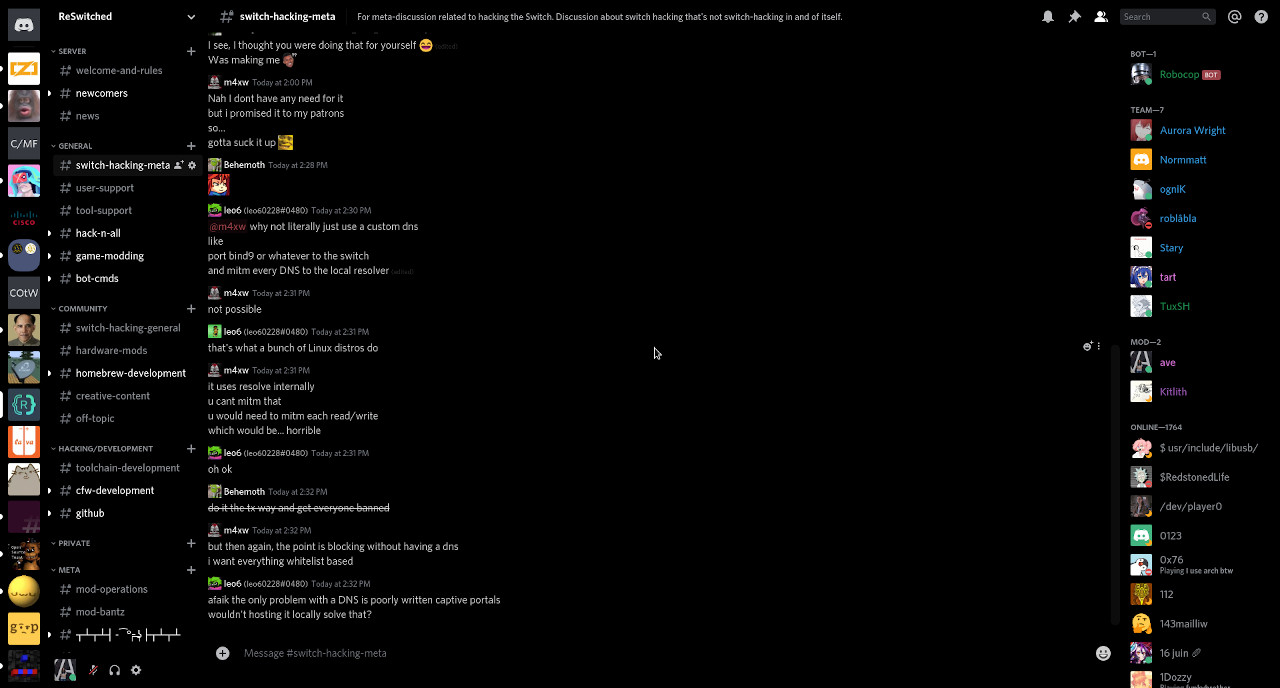 ReSwitched
SERVER
welcome-and-rules
newcomers
news
GENERAL
switch-hacking-meta
user-support
tool-support
hack-n-all
game-modding
bot-cmds
COMMUNITY
switch-hacking-general
hardware-mods
homebrew-development
creative-content
off-topic
HACKING/DEVELOPMENT
toolchain-development
cfw-development
github
PRIVATE
META
mod-operations
mod-bantz
C/MF
CISCO
COtW
{R}
switch-hacking-meta
For meta-discussion related to hacking the Switch. Discussion about switch hacking that's not switch-hacking in and of itself.
Search
I see, I thought you were doing that for yourself 😄 (edited)
Was making me
m4xw Today at 2:00 PM
Nah I dont have any need for it
but i promised it to my patrons
so...
gotta suck it up
Behemoth Today at 2:28 PM
leo6 (leo60228#0480) Today at 2:30 PM
@m4xw why not literally just use a custom dns
like
port bind9 or whatever to the switch
and mitm every DNS to the local resolver (edited)
m4xw Today at 2:31 PM
not possible
leo6 (leo60228#0480) Today at 2:31 PM
that's what a bunch of Linux distros do
m4xw Today at 2:31 PM
it uses resolve internally
u cant mitm that
u would need to mitm each read/write
which would be... horrible
leo6 (leo60228#0480) Today at 2:31 PM
oh ok
Behemoth Today at 2:32 PM
do it the tx way and get everyone banned
m4xw Today at 2:32 PM
but then again, the point is blocking without having a dns
i want everything whitelist based
leo6 (leo60228#0480) Today at 2:32 PM
afaik the only problem with a DNS is poorly written captive portals
wouldn't hosting it locally solve that?
Message #switch-hacking-meta
BOT—1
Robocop BOT
TEAM—7
Aurora Wright
Normmatt
ogniK
roblåbla
Stary
tart
TuxSH
MOD—2
ave
Kitlith
ONLINE—1764
$ usr/include/libusb/
$RedstonedLife
/dev/player0
0123
0x76
Playing I use arch btw
112
143mailliw
16 juin
1Dozzy